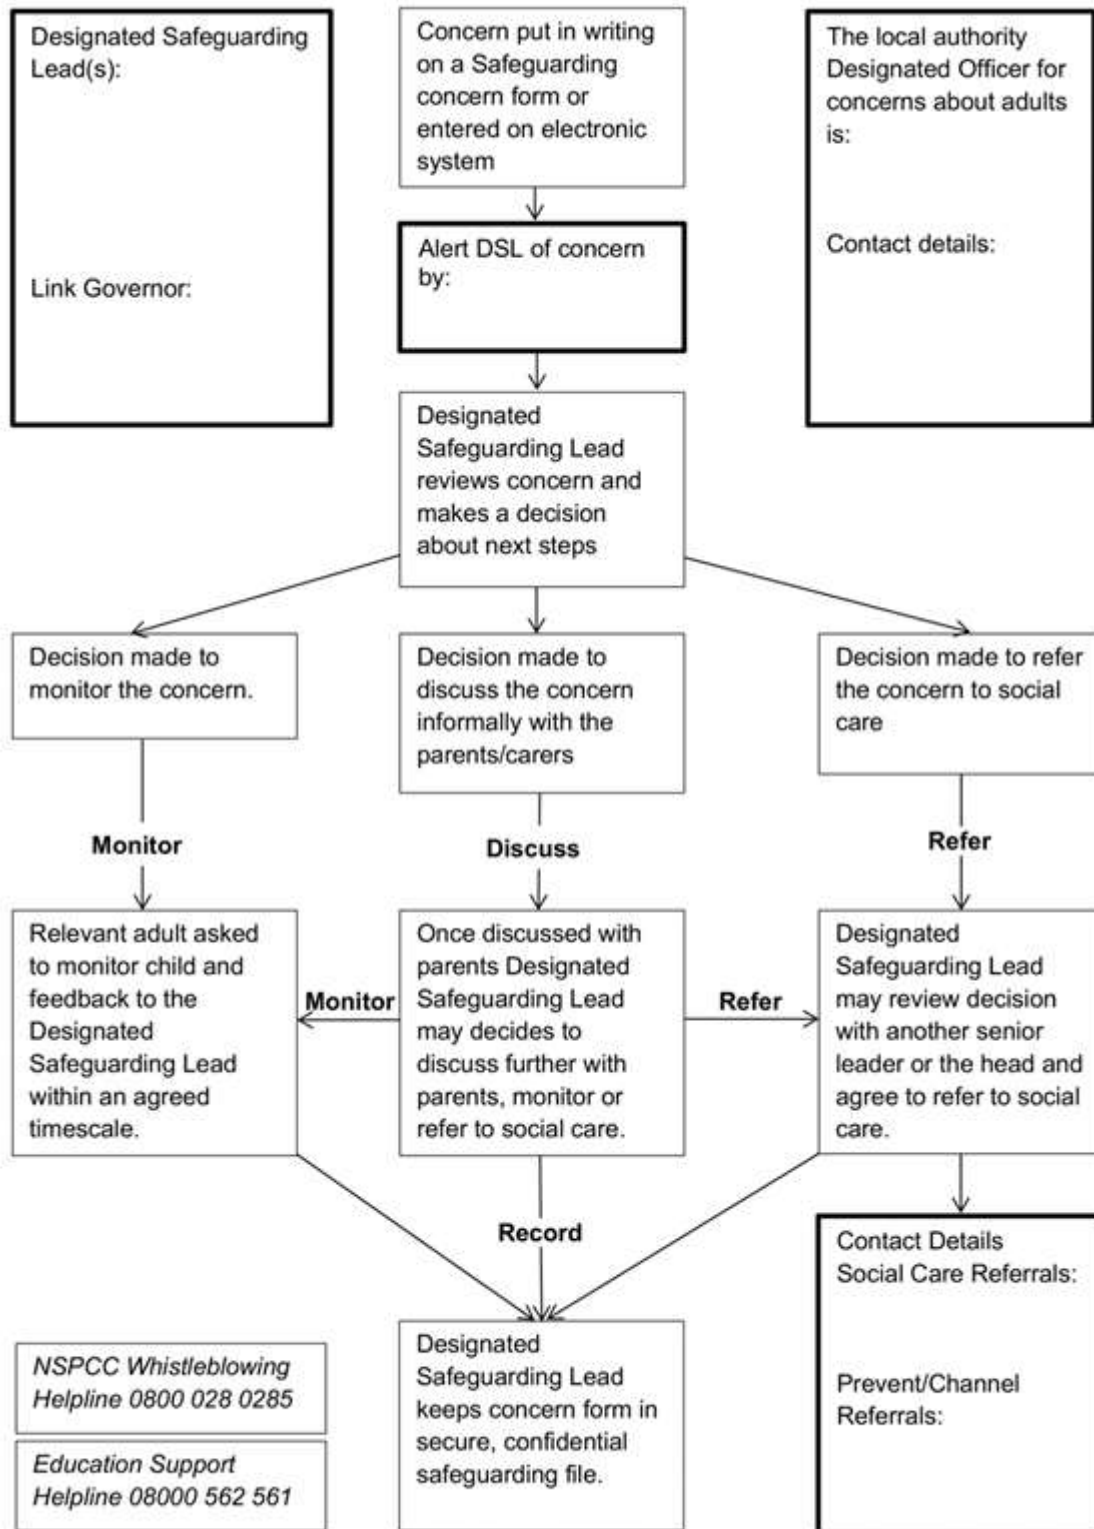 Designated Safeguarding
Lead(s):
Link Governor:
Concern put in writing
on a Safeguarding
concern form or
entered on electronic
system
The local authority
Designated Officer for
concerns about adults
is:
Contact details:
Alert DSL of concern
by:
Designated
Safeguarding Lead
reviews concern and
makes a decision
about next steps
Decision made to
monitor the concern.
Decision made to
discuss the concern
informally with the
parents/carers
Decision made to refer
the concern to social
care
Monitor
Discuss
Refer
Relevant adult asked
to monitor child and
feedback to the
Designated
Safeguarding Lead
within an agreed
timescale.
Monitor
Once discussed with
parents Designated
Safeguarding Lead
may decides to
discuss further with
parents, monitor or
refer to social care.
Refer
Designated
Safeguarding Lead
may review decision
with another senior
leader or the head and
agree to refer to social
care.
Record
Contact Details
Social Care Referrals:
Prevent/Channel
Referrals:
Designated
Safeguarding Lead
keeps concern form in
secure, confidential
safeguarding file.
NSPCC Whistleblowing
Helpline 0800 028 0285
Education Support
Helpline 08000 562 561